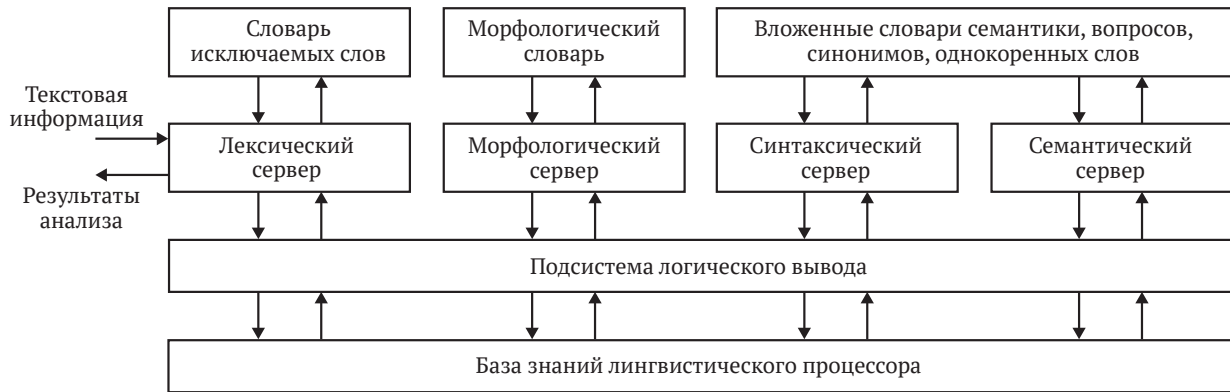 Словарь
исключаемых слов
Морфологический
словарь
Вложенные словари семантики, вопросов,
синонимов, однокоренных слов
Текстовая
информация
Лексический
сервер
Морфологический
сервер
Синтаксический
сервер
Семантический
сервер
Результаты
анализа
Подсистема логического вывода
База знаний лингвистического процессора